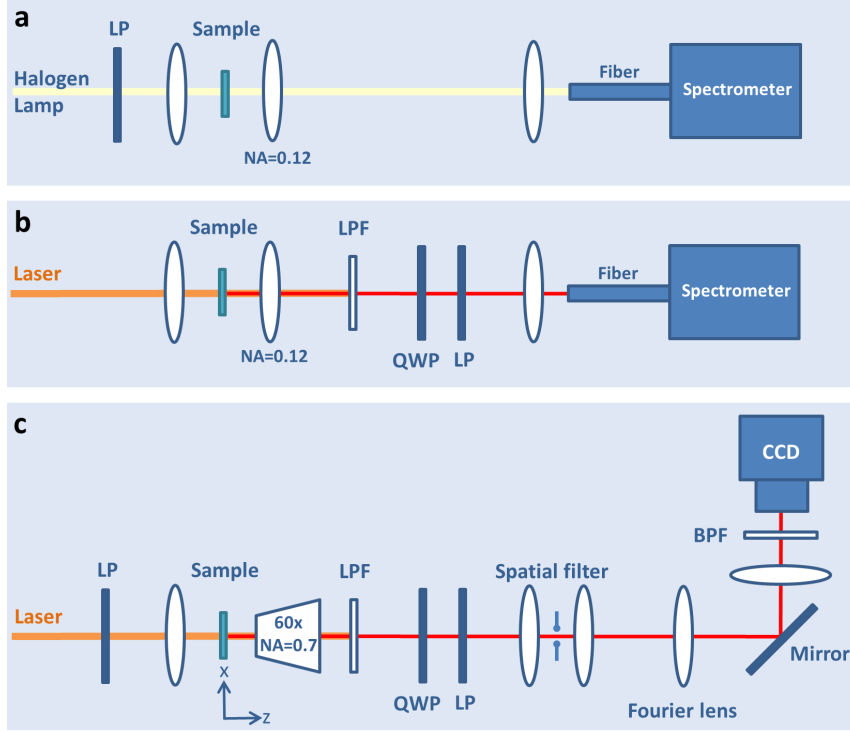 a
LP
Sample
Halogen
Lamp
NA=0.12
Fiber
Spectrometer
b
Sample
LPF
Laser
NA=0.12
QWP
LP
Fiber
Spectrometer
c
CCD
BPF
LP
Sample
LPF
Spatial filter
Laser
60x
NA=0.7
Mirror
X
Z
QWP
LP
Fourier lens